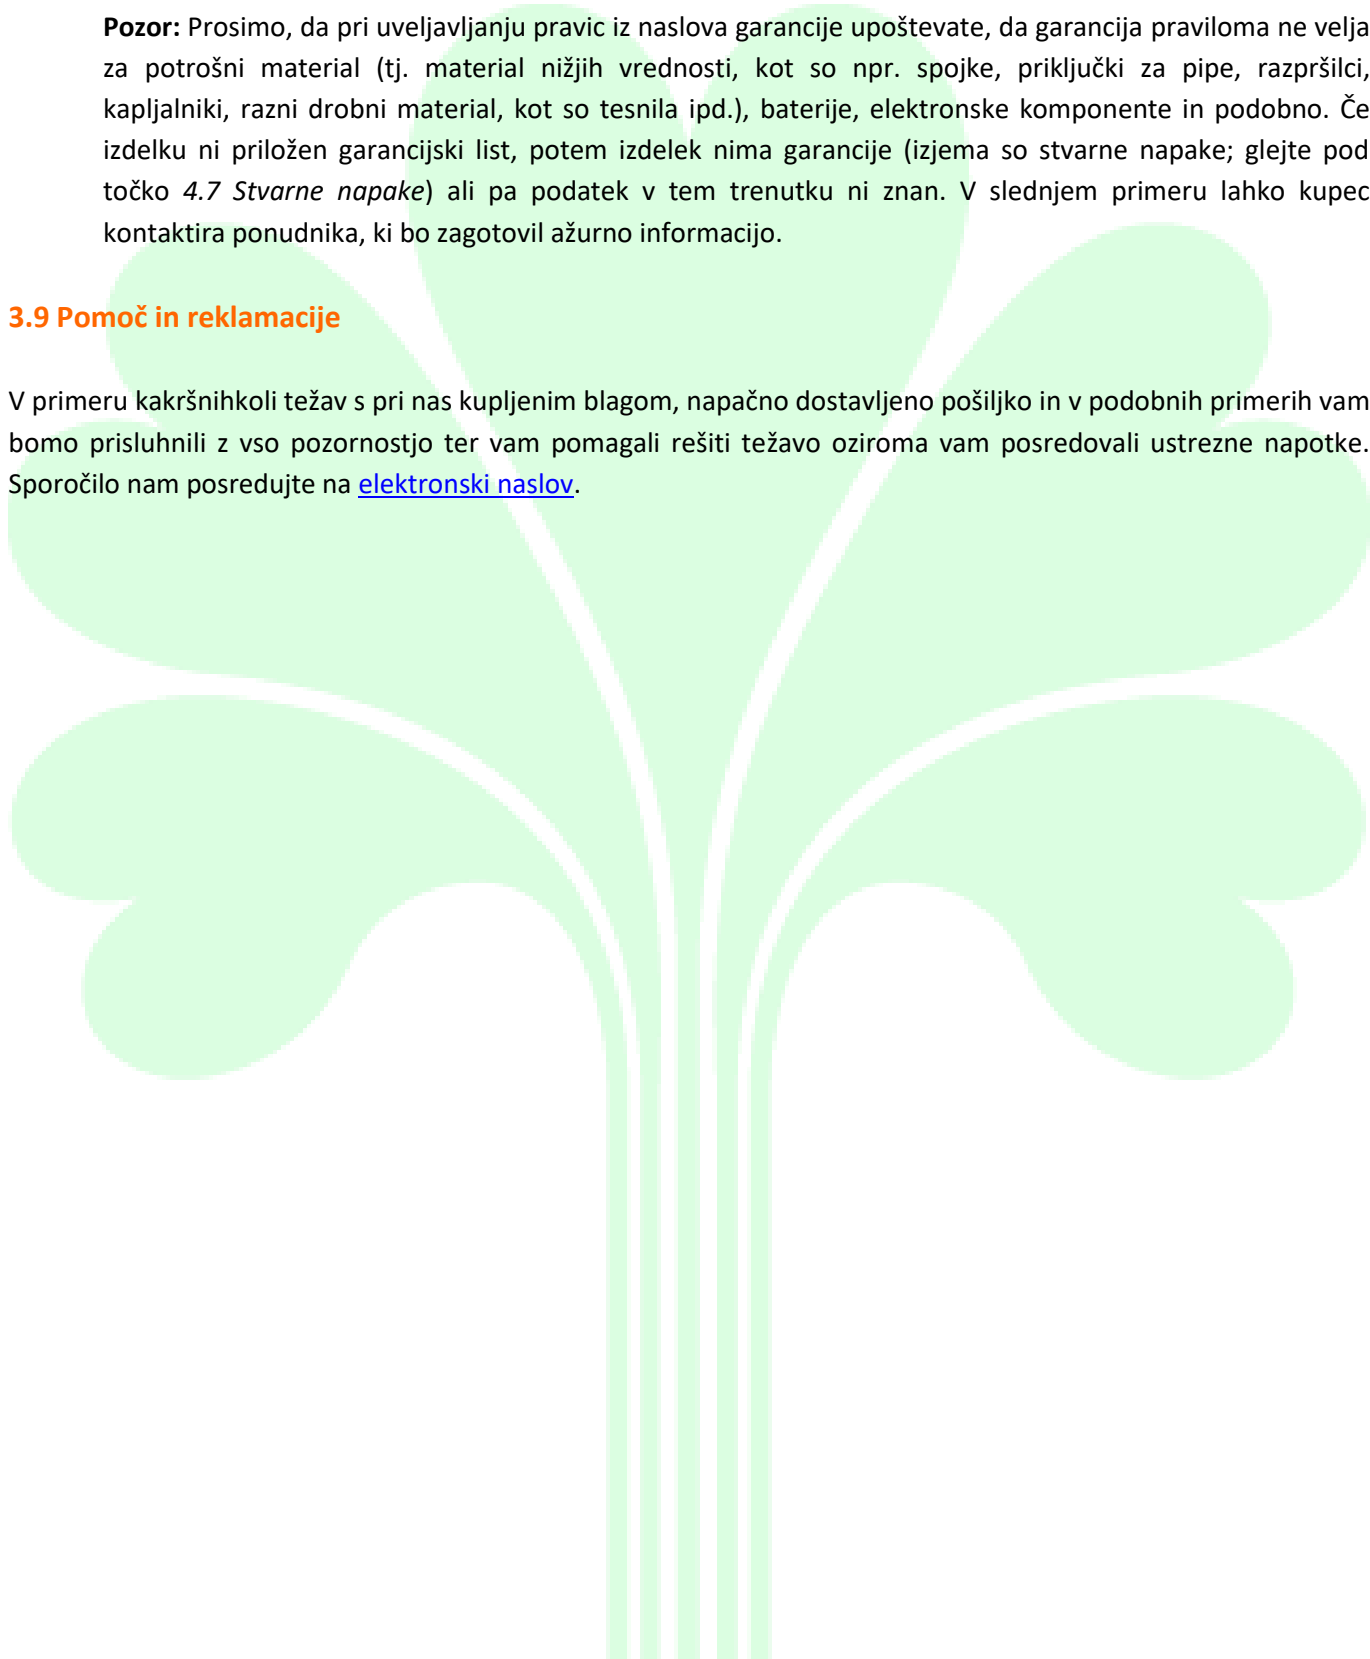 Pozor: Prosimo, da pri uveljavljanju pravic iz naslova garancije upoštevate, da garancija praviloma ne velja
za potrošni material (tj. material nižjih vrednosti, kot so npr. spojke, priključki za pipe, razpršilci,
kapljalniki, razni drobni material, kot so tesnila ipd.), baterije, elektronske komponente in podobno. Če
izdelku ni priložen garancijski list, potem izdelek nima garancije (izjema so stvarne napake; glejte pod
točko 4.7 Stvarne napake) ali pa podatek v tem trenutku ni znan. V slednjem primeru lahko kupec
kontaktira ponudnika, ki bo zagotovil ažurno informacijo.
3.9 Pomoč in reklamacije
V primeru kakršnihkoli težav s pri nas kupljenim blagom, napačno dostavljeno pošiljko in v podobnih primerih vam
bomo prisluhnili z vso pozornostjo ter vam pomagali rešiti težavo oziroma vam posredovali ustrezne napotke.
Sporočilo nam posredujte na elektronski naslov.